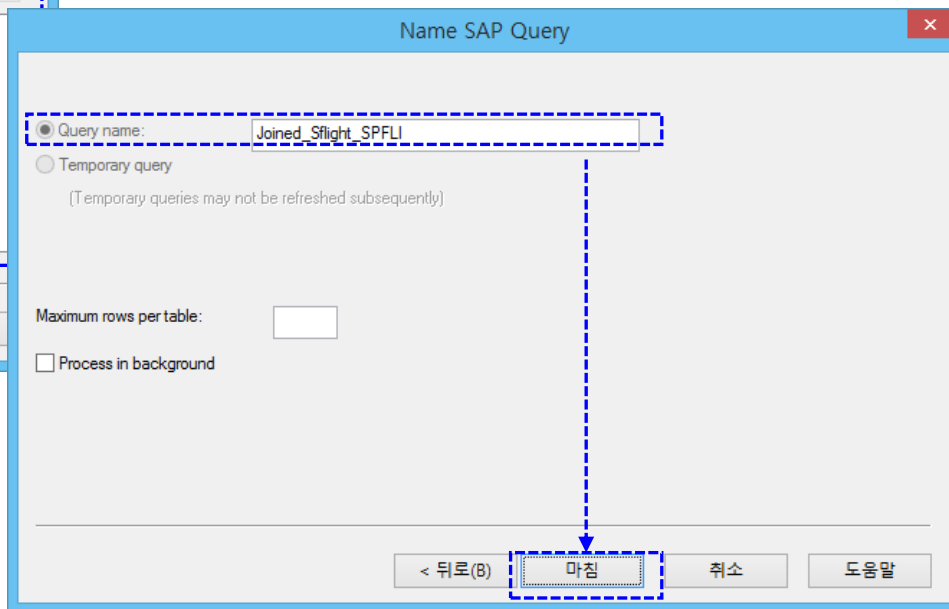 Name SAP Query
Query name: Joined_Sflight_SPFLI
Temporary query
(Temporary queries may not be refreshed subsequently)
Maximum rows per table:
Process in background
< 뒤로(B) 마침 취소 도움말